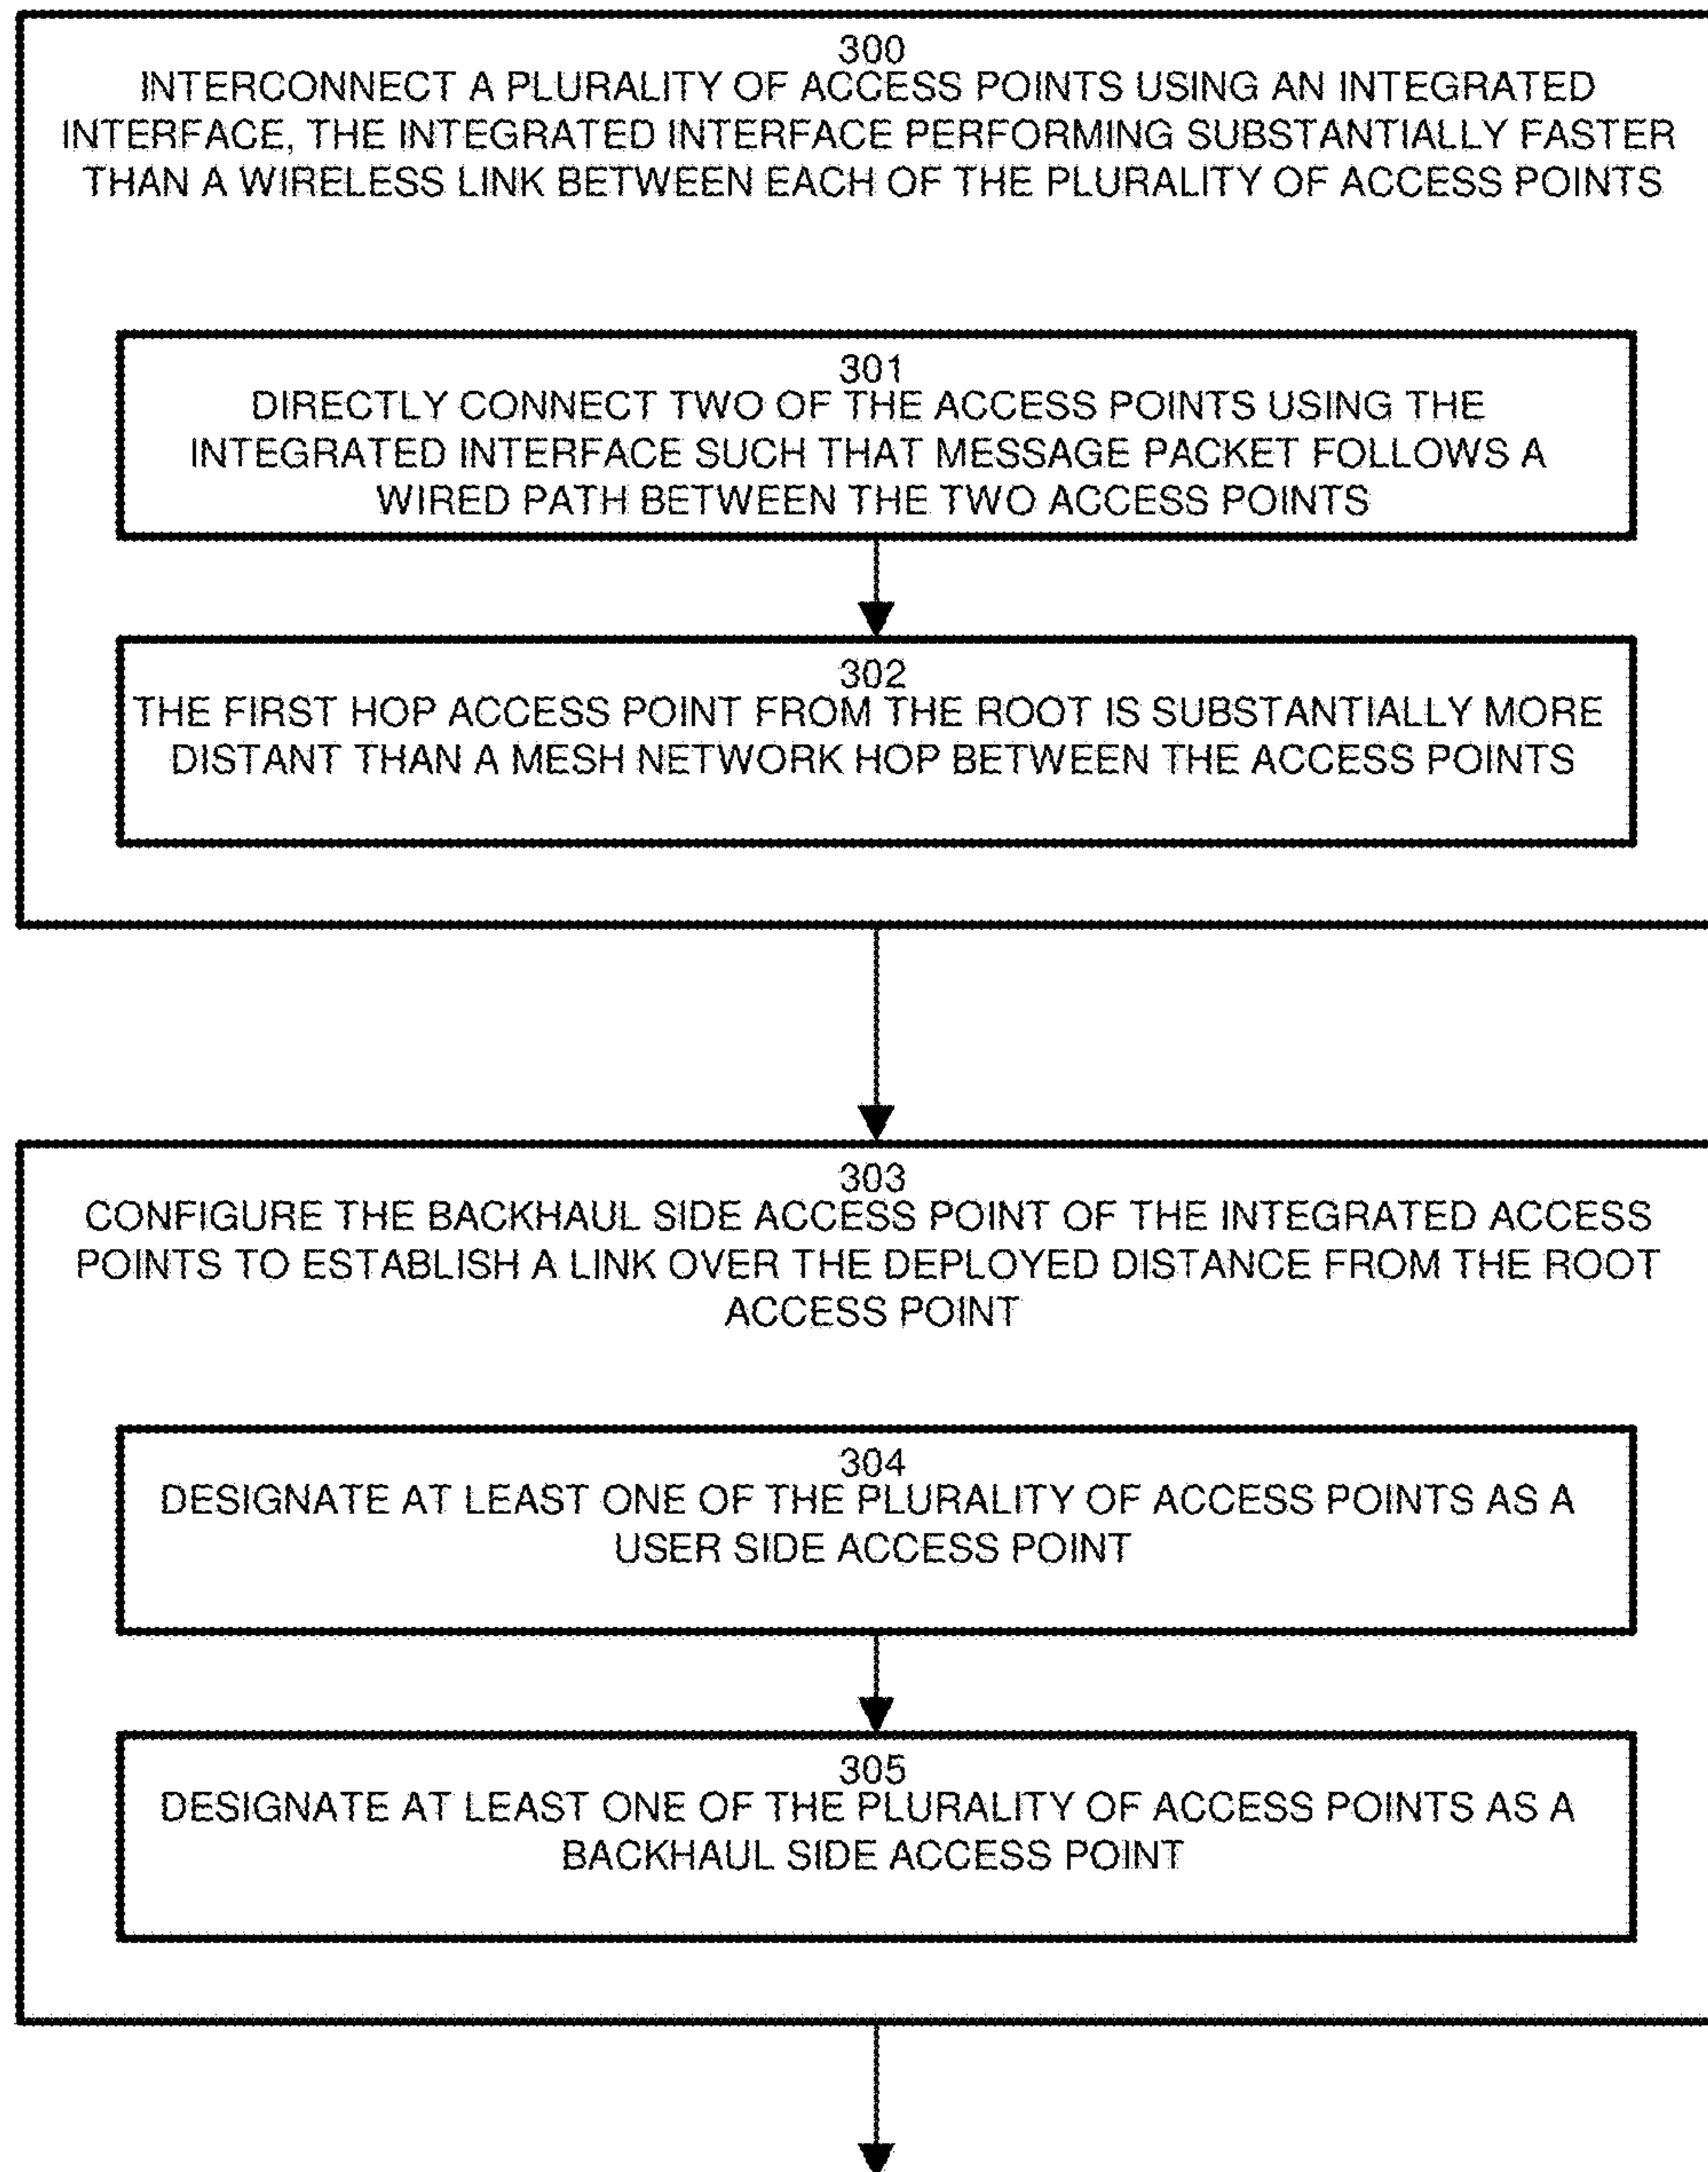 300
INTERCONNECT A PLURALITY OF ACCESS POINTS USING AN INTEGRATED
INTERFACE, THE INTEGRATED INTERFACE PERFORMING SUBSTANTIALLY FASTER
THAN A WIRELESS LINK BETWEEN EACH OF THE PLURALITY OF ACCESS POINTS
301
DIRECTLY CONNECT TWO OF THE ACCESS POINTS USING THE
INTEGRATED INTERFACE SUCH THAT MESSAGE PACKET FOLLOWS A
WIRED PATH BETWEEN THE TWO ACCESS POINTS
302
THE FIRST HOP ACCESS POINT FROM THE ROOT IS SUBSTANTIALLY MORE
DISTANT THAN A MESH NETWORK HOP BETWEEN THE ACCESS POINTS
303
CONFIGURE THE BACKHAUL SIDE ACCESS POINT OF THE INTEGRATED ACCESS
POINTS TO ESTABLISH A LINK OVER THE DEPLOYED DISTANCE FROM THE ROOT
ACCESS POINT
304
DESIGNATE AT LEAST ONE OF THE PLURALITY OF ACCESS POINTS AS A
USER SIDE ACCESS POINT
305
DESIGNATE AT LEAST ONE OF THE PLURALITY OF ACCESS POINTS AS A
BACKHAUL SIDE ACCESS POINT